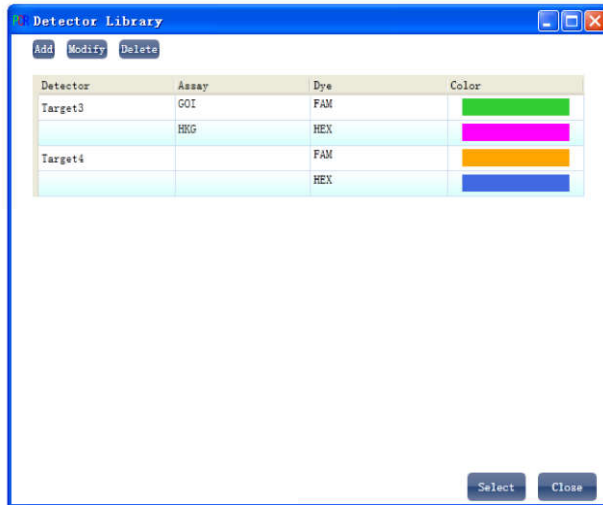 PCR Detector Library
Add Modify Delete
Detector Assay Dye Color
Target3 GOI FAM
HKG HEX
Target4 FAM
HEX
Select Close